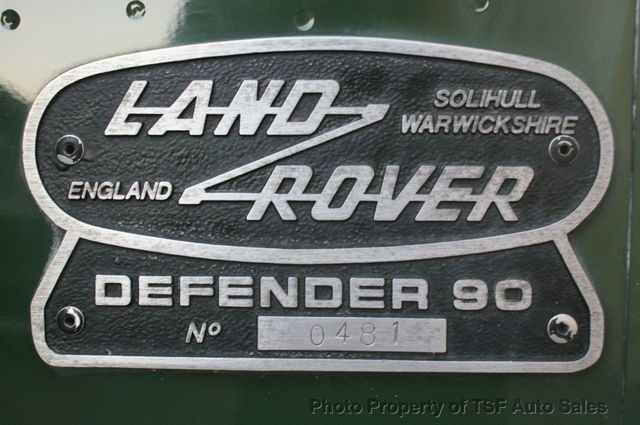 LAND ROVER
SOLIHULL
WARWICKSHIRE
ENGLAND
DEFENDER 90
Nº 0481
Photo Property of TSF Auto Sales